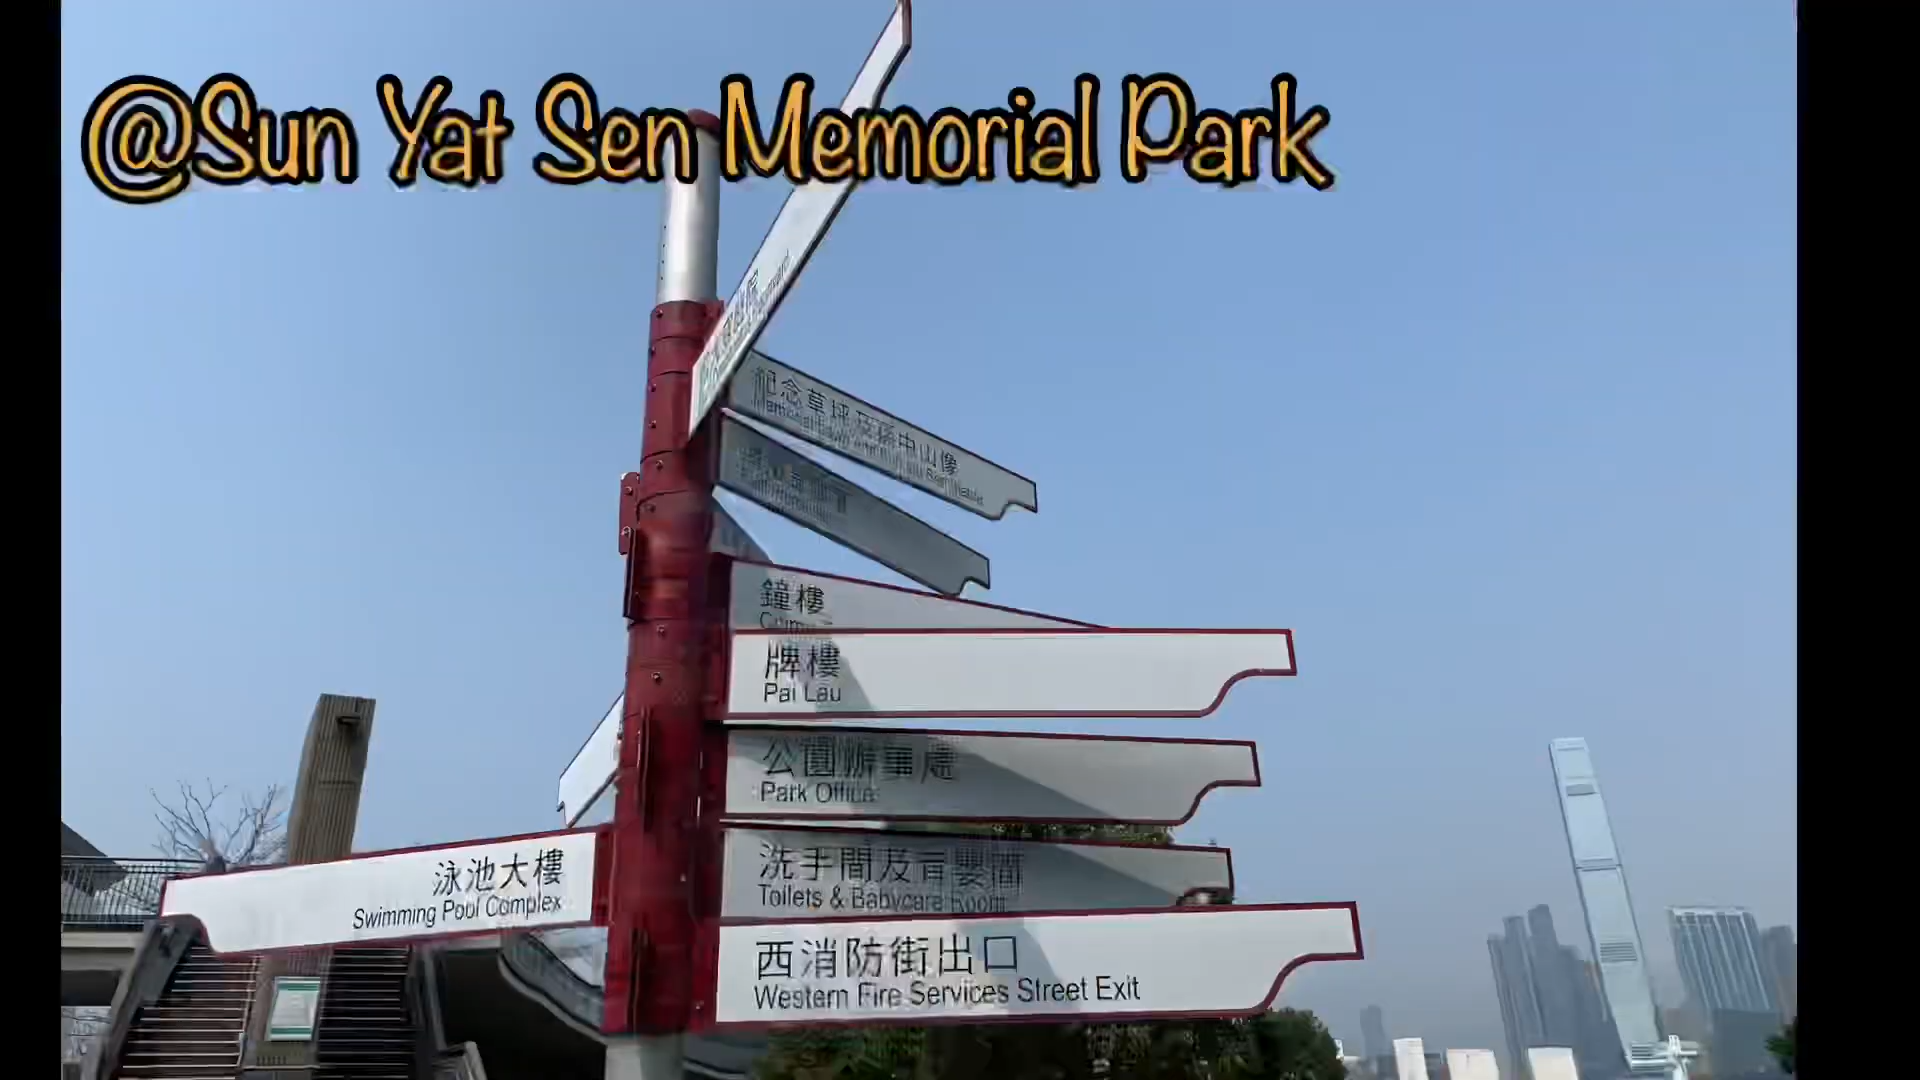 @Sun Yat Sen Memorial Park
紀念草坪及孫中山像
鐘樓
牌樓
Pai Lau
公園辦事處
Park Office
洗手間及育嬰間
Toilets & Babycare Room
泳池大樓
Swimming Pool Complex
西消防街出口
Western Fire Services Street Exit